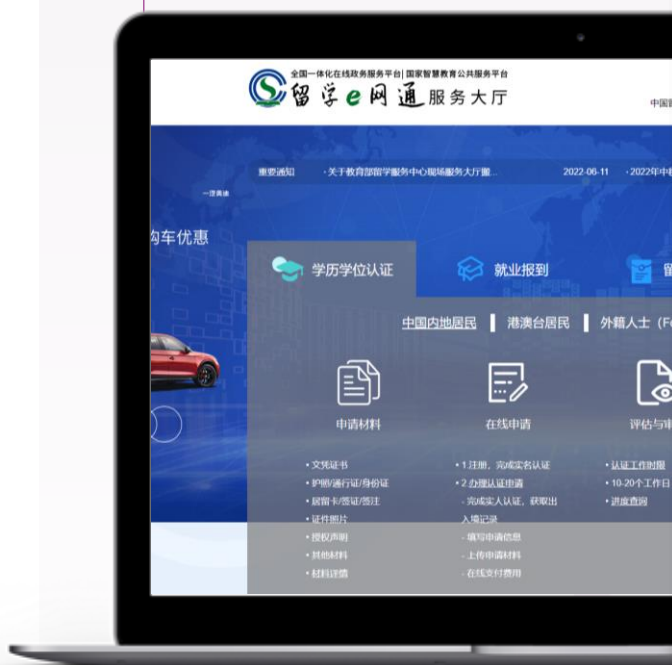 全国一体化在线政务服务平台| 国家智慧教育公共服务平台
留学e网通 服务大厅
重要通知 ·关于教育部留学服务中心现场服务大厅服... 2022-06-11
购车优惠
学历学位认证 就业报到
中国内地居民 港澳台居民 外籍人士
申请材料 在线申请 评估与
• 文凭证书 • 1.注册，完成实名认证 • 认证工作时限
• 护照/通行证/身份证 • 2.办理认证申请 • 10-20个工作日
• 居留卡/签证/签注 - 完成实人认证，获取出 • 进度查询
• 证件照片 入境记录
• 授权声明 - 填写申请信息
• 其他材料 - 上传申请材料
• 材料详情 - 在线支付费用